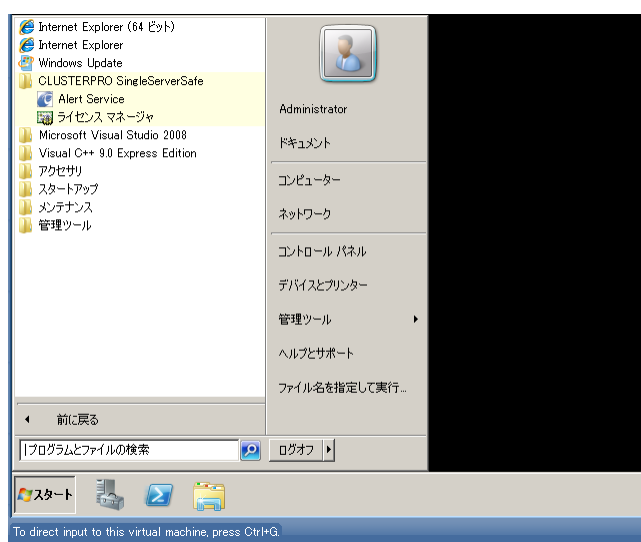 Internet Explorer (64 ビット)
Internet Explorer
Windows Update
CLUSTERPRO SingleServerSafe
Alert Service
ライセンス マネージャ
Microsoft Visual Studio 2008
Visual C++ 9.0 Express Edition
アクセサリ
スタートアップ
メンテナンス
管理ツール
前に戻る
プログラムとファイルの検索
Administrator
ドキュメント
コンピューター
ネットワーク
コントロール パネル
デバイスとプリンター
管理ツール
ヘルプとサポート
ファイル名を指定して実行...
ログオフ
スタート
To direct input to this virtual machine, press Ctrl+G.